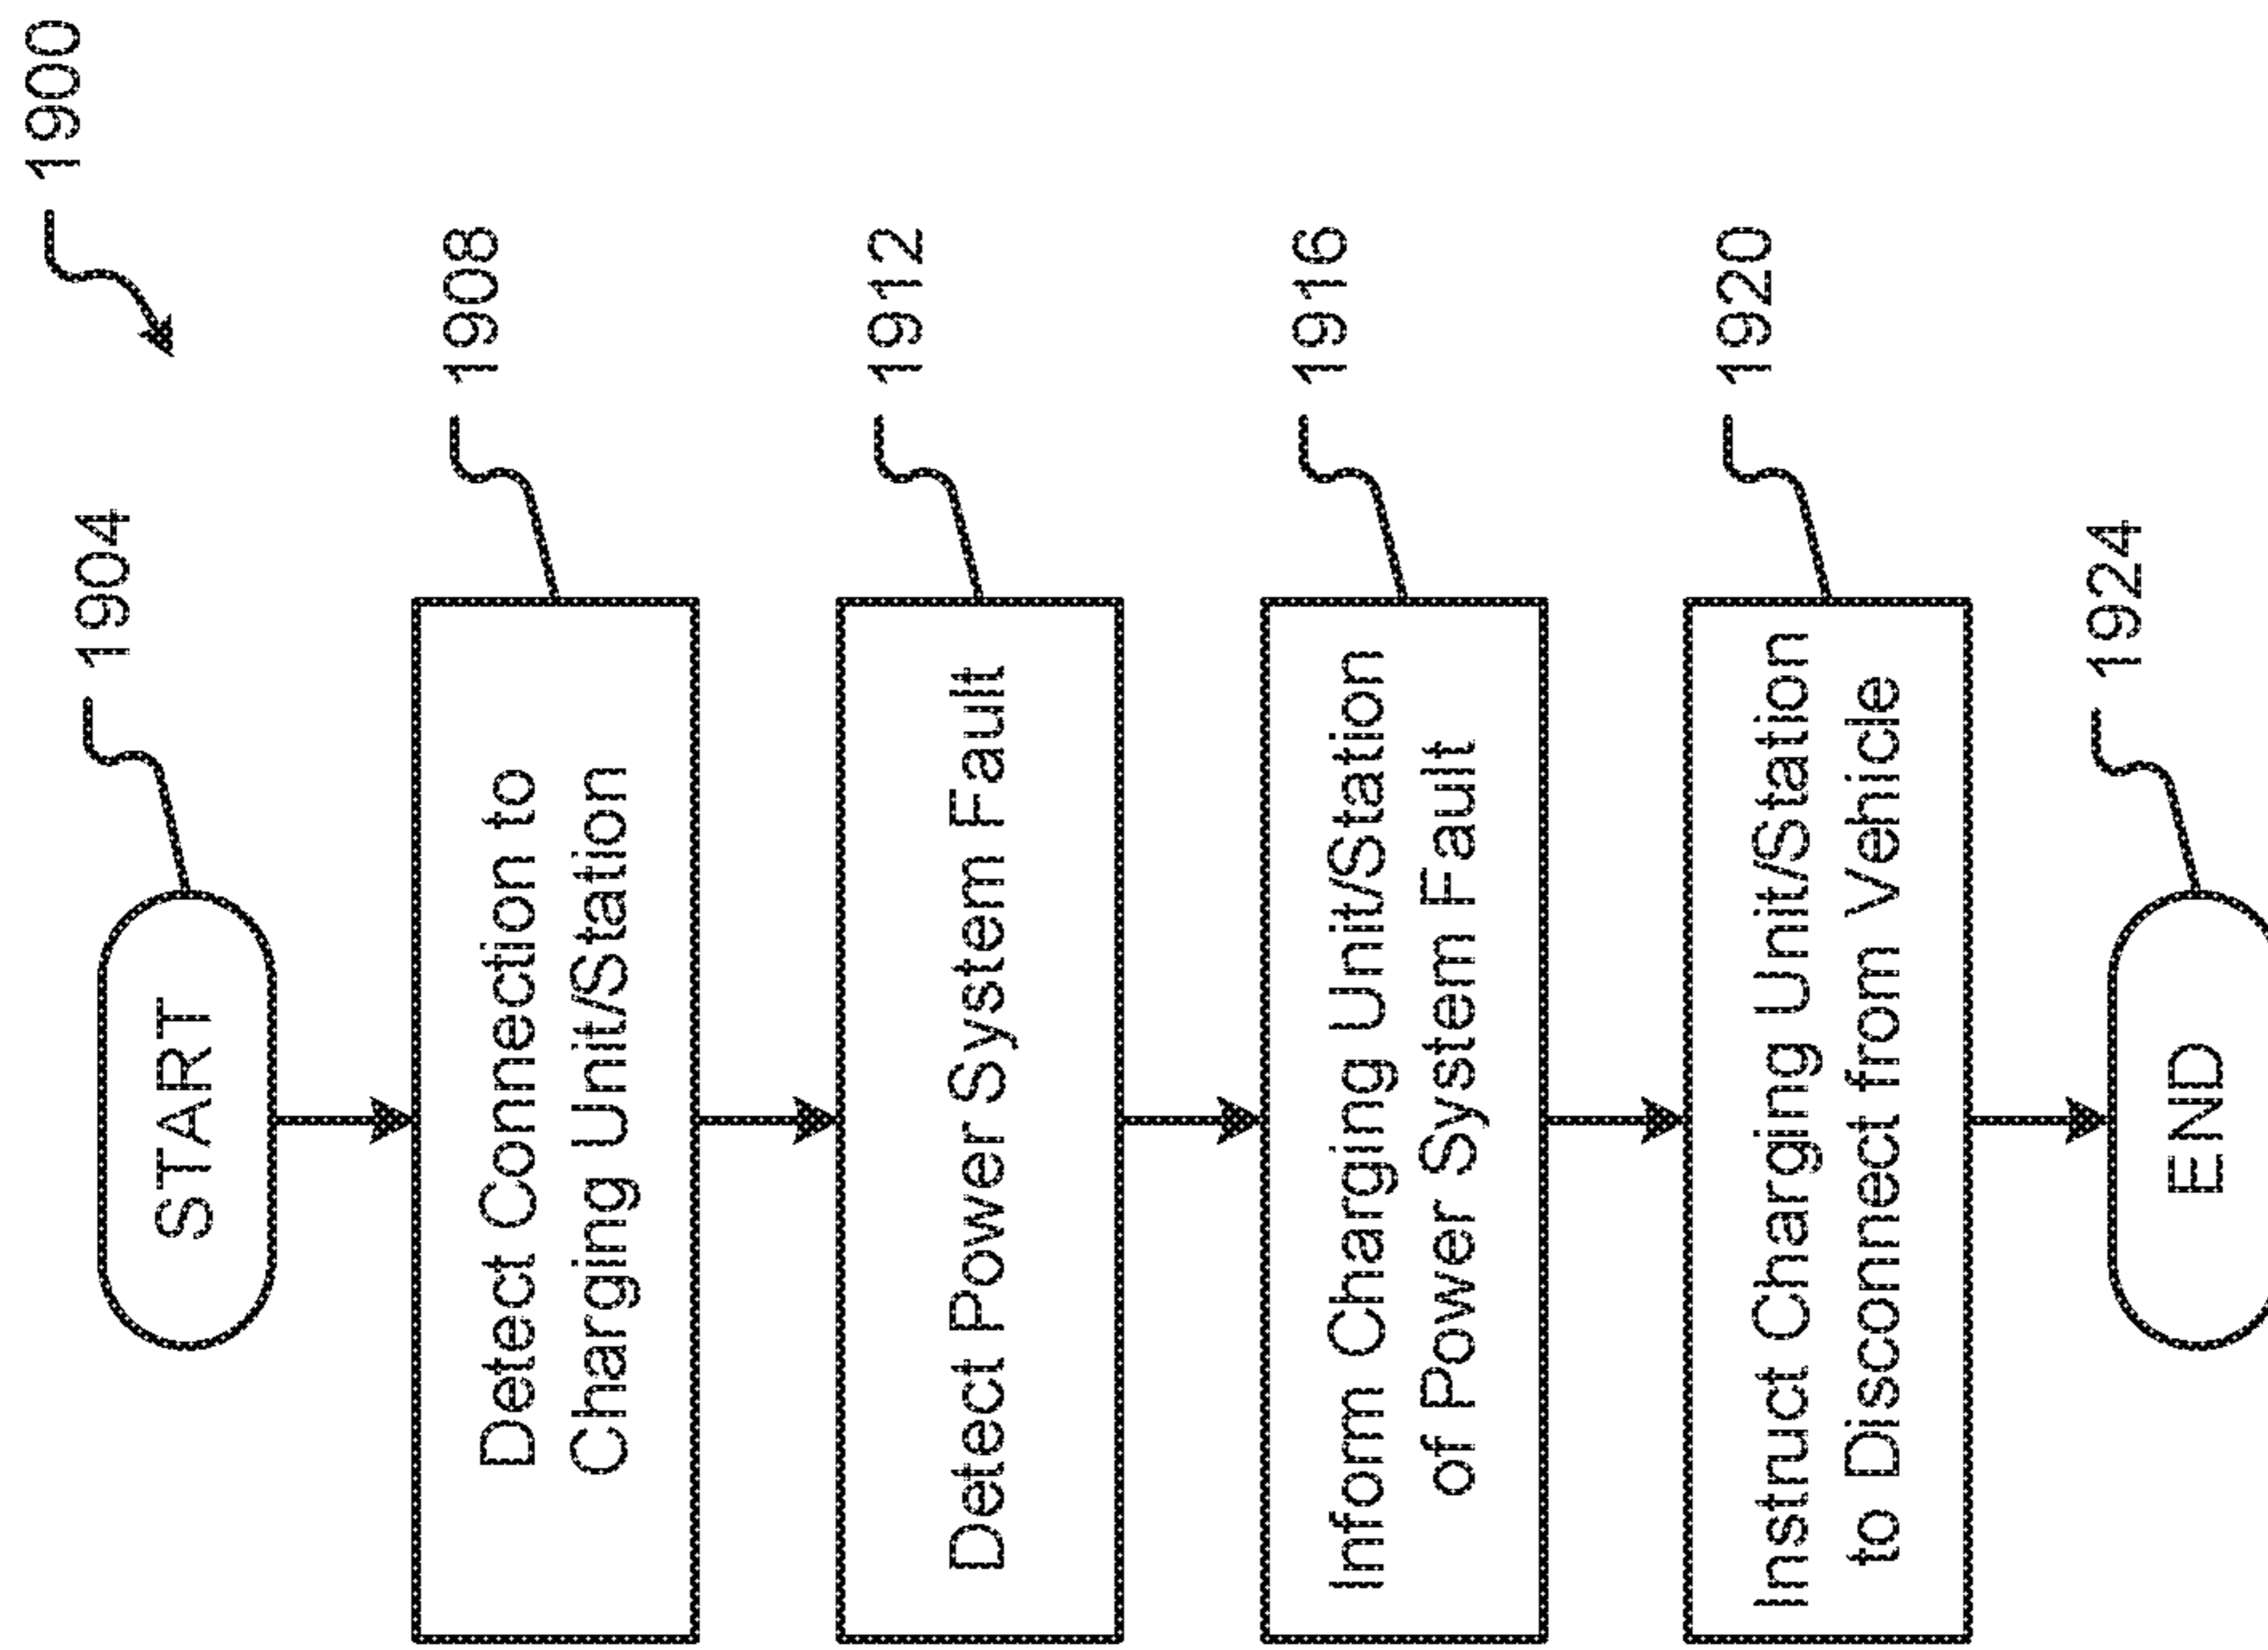 1900
START
1904
Detect Connection to
Charging Unit/Station
1908
Detect Power System Fault
1912
Inform Charging Unit/Station
of Power System Fault
1916
Instruct Charging Unit/Station
to Disconnect from Vehicle
1920
END
1924